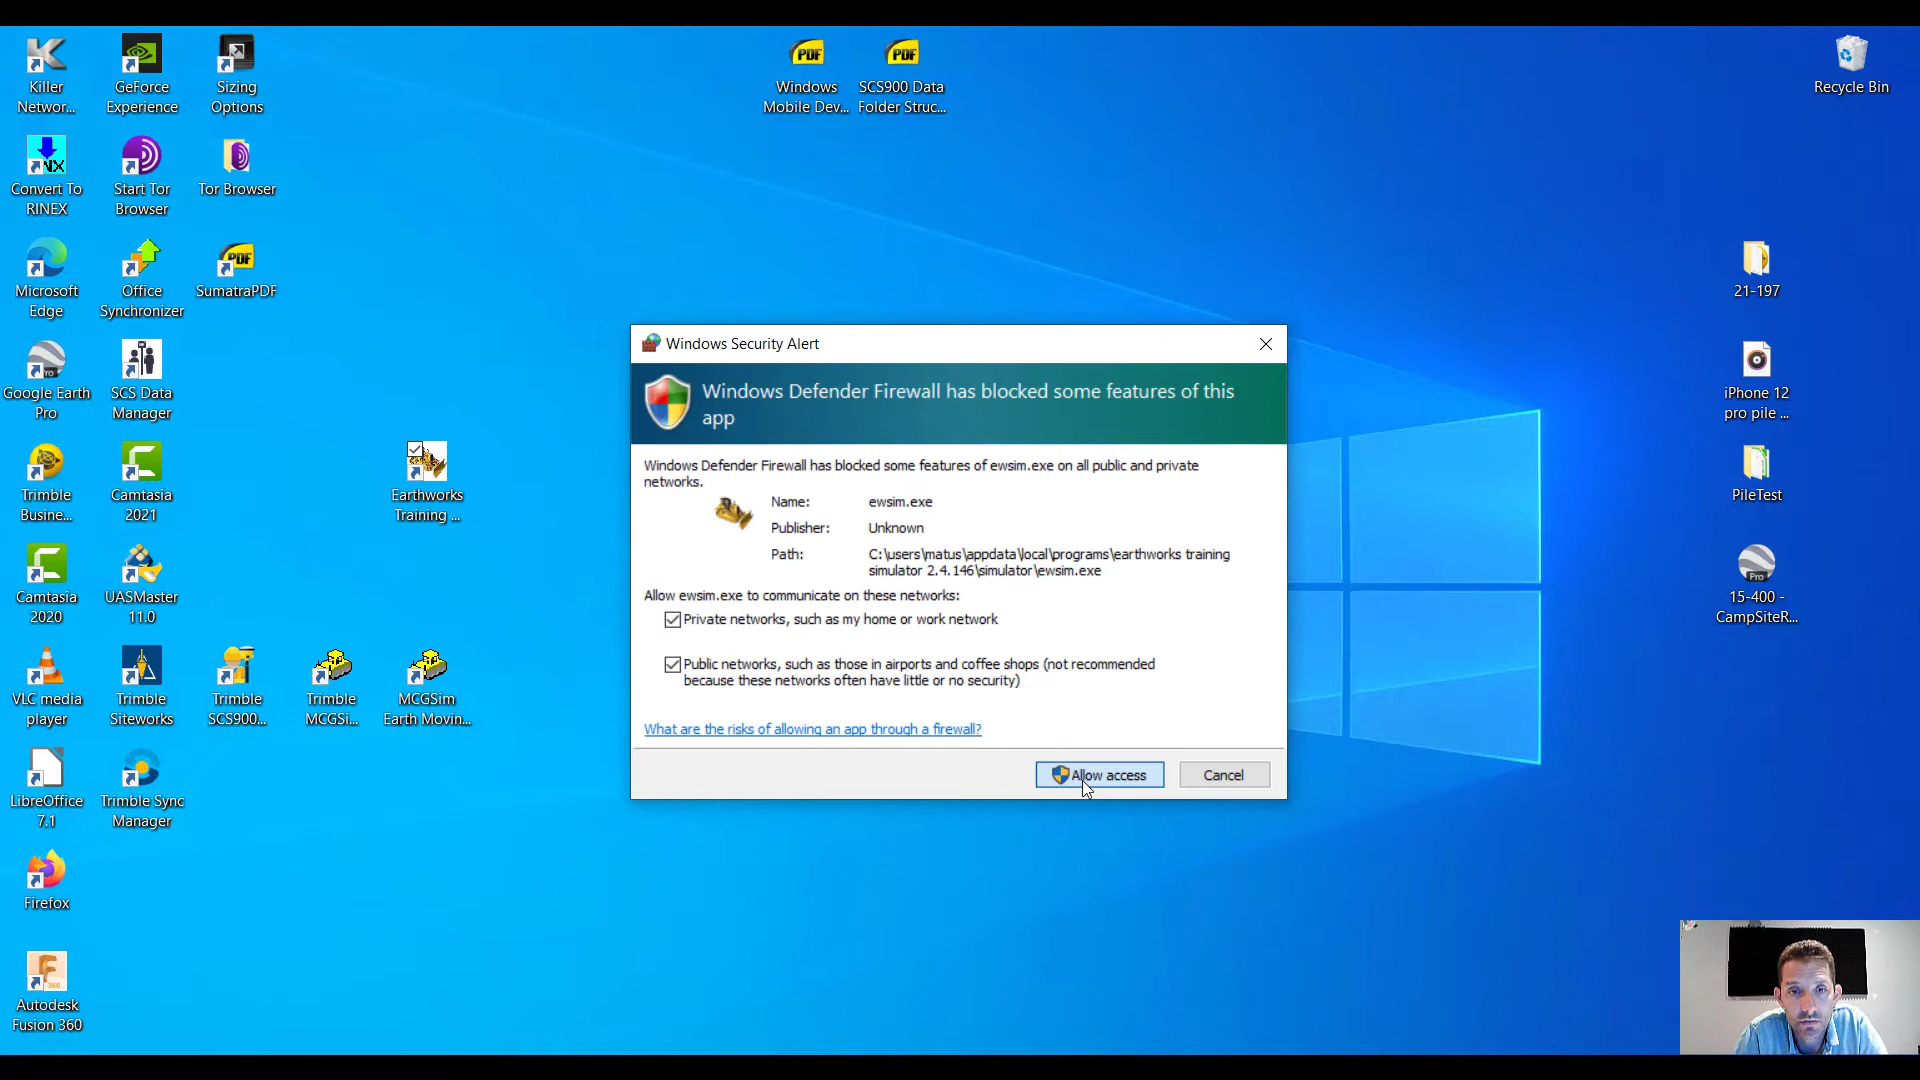 Killer
Networ...
GeForce
Experience
Sizing
Options
PDF
Windows
Mobile Dev...
PDF
SCS900 Data
Folder Struc...
Recycle Bin
NX
Convert To
RINEX
Start Tor
Browser
Tor Browser
Microsoft
Edge
Office
Synchronizer
PDF
SumatraPDF
21-197
Google Earth
Pro
SCS Data
Manager
iPhone 12
pro pile ...
Trimble
Busine...
Camtasia
2021
Earthworks
Training ...
PileTest
Camtasia
2020
UASMaster
11.0
Pro
15-400 -
CampSiteR...
VLC media
player
Trimble
Siteworks
Trimble
SCS900...
Trimble
MCGSi...
MCGSim
Earth Movin...
LibreOffice
7.1
Trimble Sync
Manager
Firefox
Autodesk
Fusion 360
Windows Security Alert
Windows Defender Firewall has blocked some features of this
app
Windows Defender Firewall has blocked some features of ewsim.exe on all public and private
networks.
Name: ewsim.exe
Publisher: Unknown
Path: C:\users\matus\appdata\local\programs\earthworks training
simulator 2.4.146\simulator\ewsim.exe
Allow ewsim.exe to communicate on these networks:
Private networks, such as my home or work network
Public networks, such as those in airports and coffee shops (not recommended
because these networks often have little or no security)
What are the risks of allowing an app through a firewall?
Allow access
Cancel